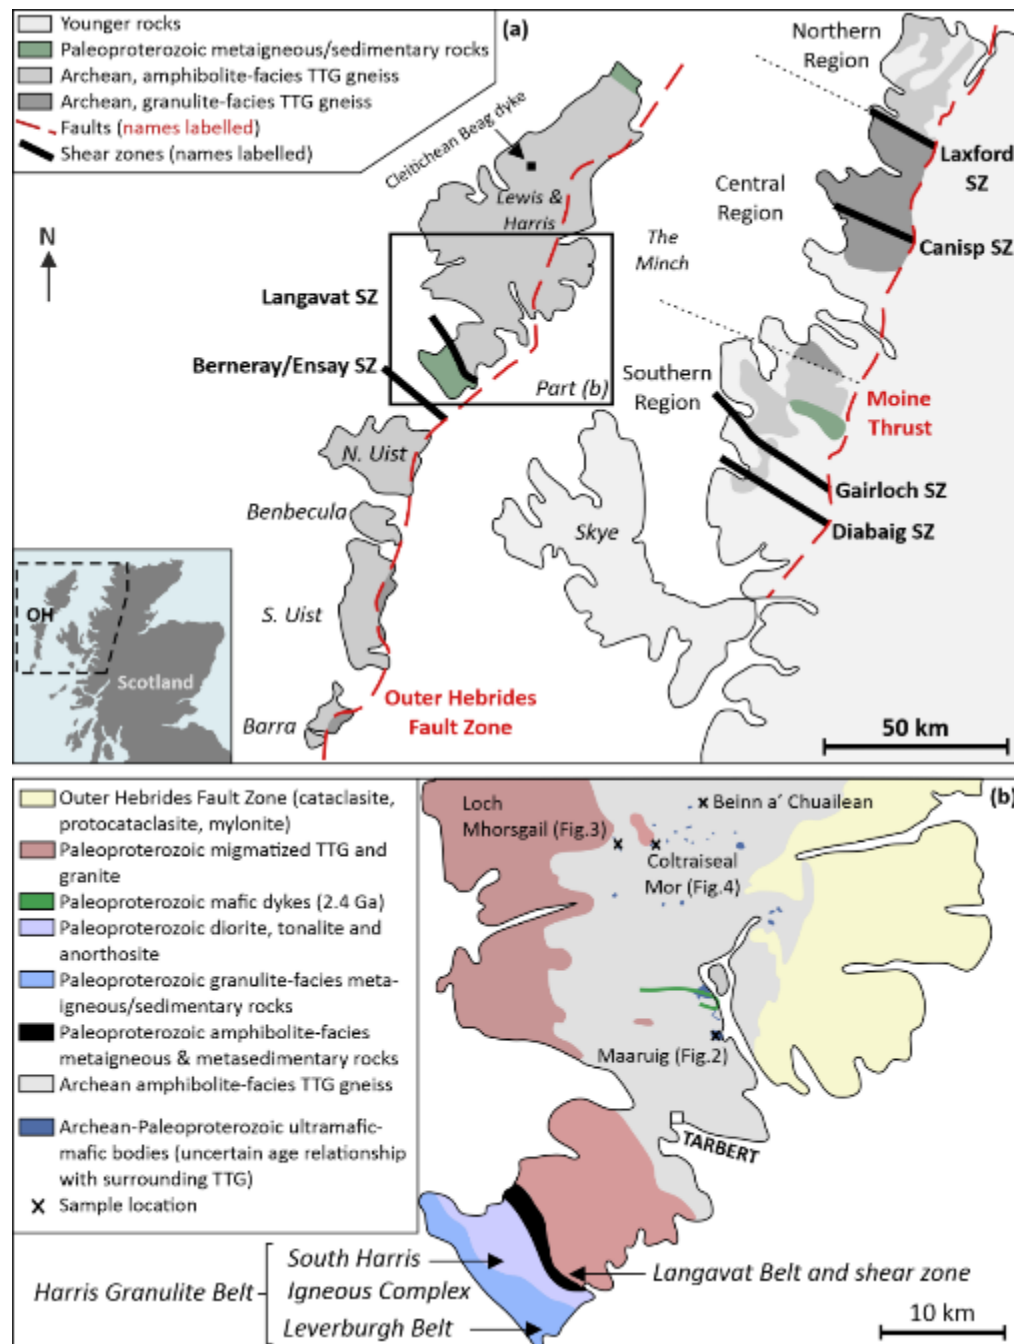 Younger rocks
Paleoproterozoic metaigneous/sedimentary rocks
Archean, amphibolite-facies TTG gneiss
Archean, granulite-facies TTG gneiss
Faults (names labelled)
Shear zones (names labelled)
(a)
Northern
Region
Cleitichean Beag dyke
Laxford
SZ
Central
Region
Lewis &
Harris
The
Minch
Canisp SZ
N
Langavat SZ
Berneray/Ensay SZ
Part (b)
Southern
Region
Moine
Thrust
N. Uist
Gairloch SZ
Benbecula
Skye
Diabaig SZ
S. Uist
OH
Scotland
Outer Hebrides
Fault Zone
Barra
50 km
Outer Hebrides Fault Zone (cataclasite,
protocataclasite, mylonite)
Paleoproterozoic migmatized TTG and
granite
Paleoproterozoic mafic dykes (2.4 Ga)
Paleoproterozoic diorite, tonalite and
anorthosite
Paleoproterozoic granulite-facies meta-
igneous/sedimentary rocks
Paleoproterozoic amphibolite-facies
metaigneous & metasedimentary rocks
Archean amphibolite-facies TTG gneiss
Archean-Paleoproterozoic ultramafic-
mafic bodies (uncertain age relationship
with surrounding TTG)
x Sample location
(b)
Loch
Mhorsgail (Fig.3)
x Beinn a´ Chuailean
x
x
Coltraiseal
Mor (Fig.4)
x
Maaruig (Fig.2)
TARBERT
Harris Granulite Belt
South Harris
Igneous Complex
Leverburgh Belt
Langavat Belt and shear zone
10 km